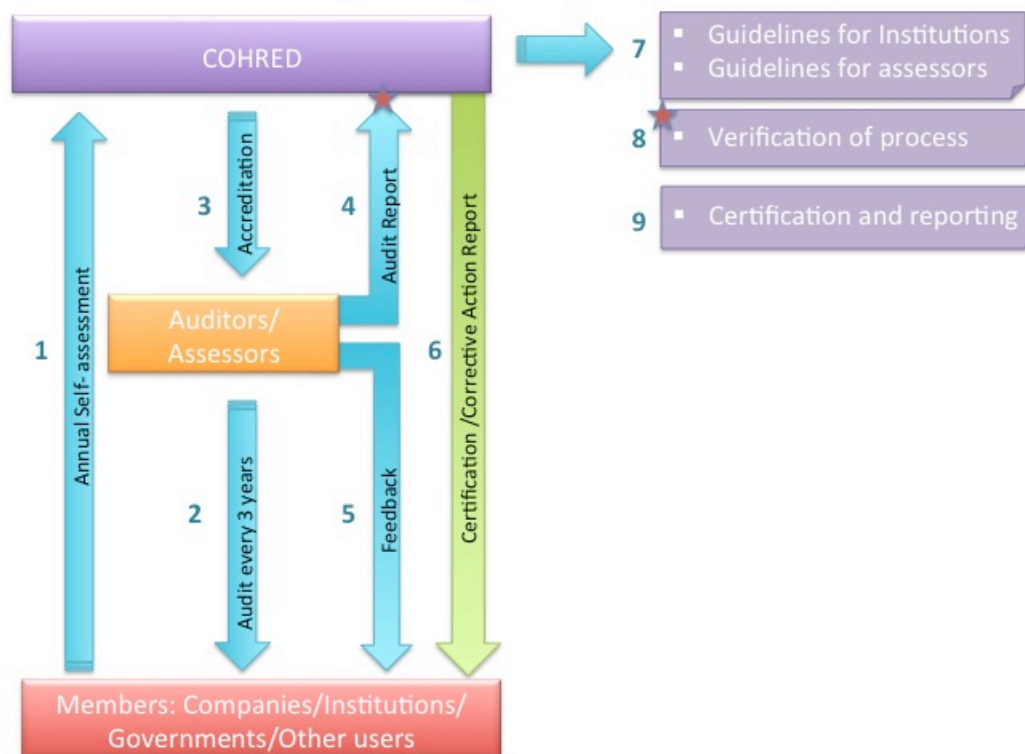 COHRED
7
▪ Guidelines for Institutions
▪ Guidelines for assessors
8
▪ Verification of process
9
▪ Certification and reporting
3
Accreditation
4
Audit Report
Auditors/
Assessors
1
Annual Self- assessment
6
Certification /Corrective Action Report
2
Audit every 3 years
5
Feedback
Members: Companies/Institutions/
Governments/Other users